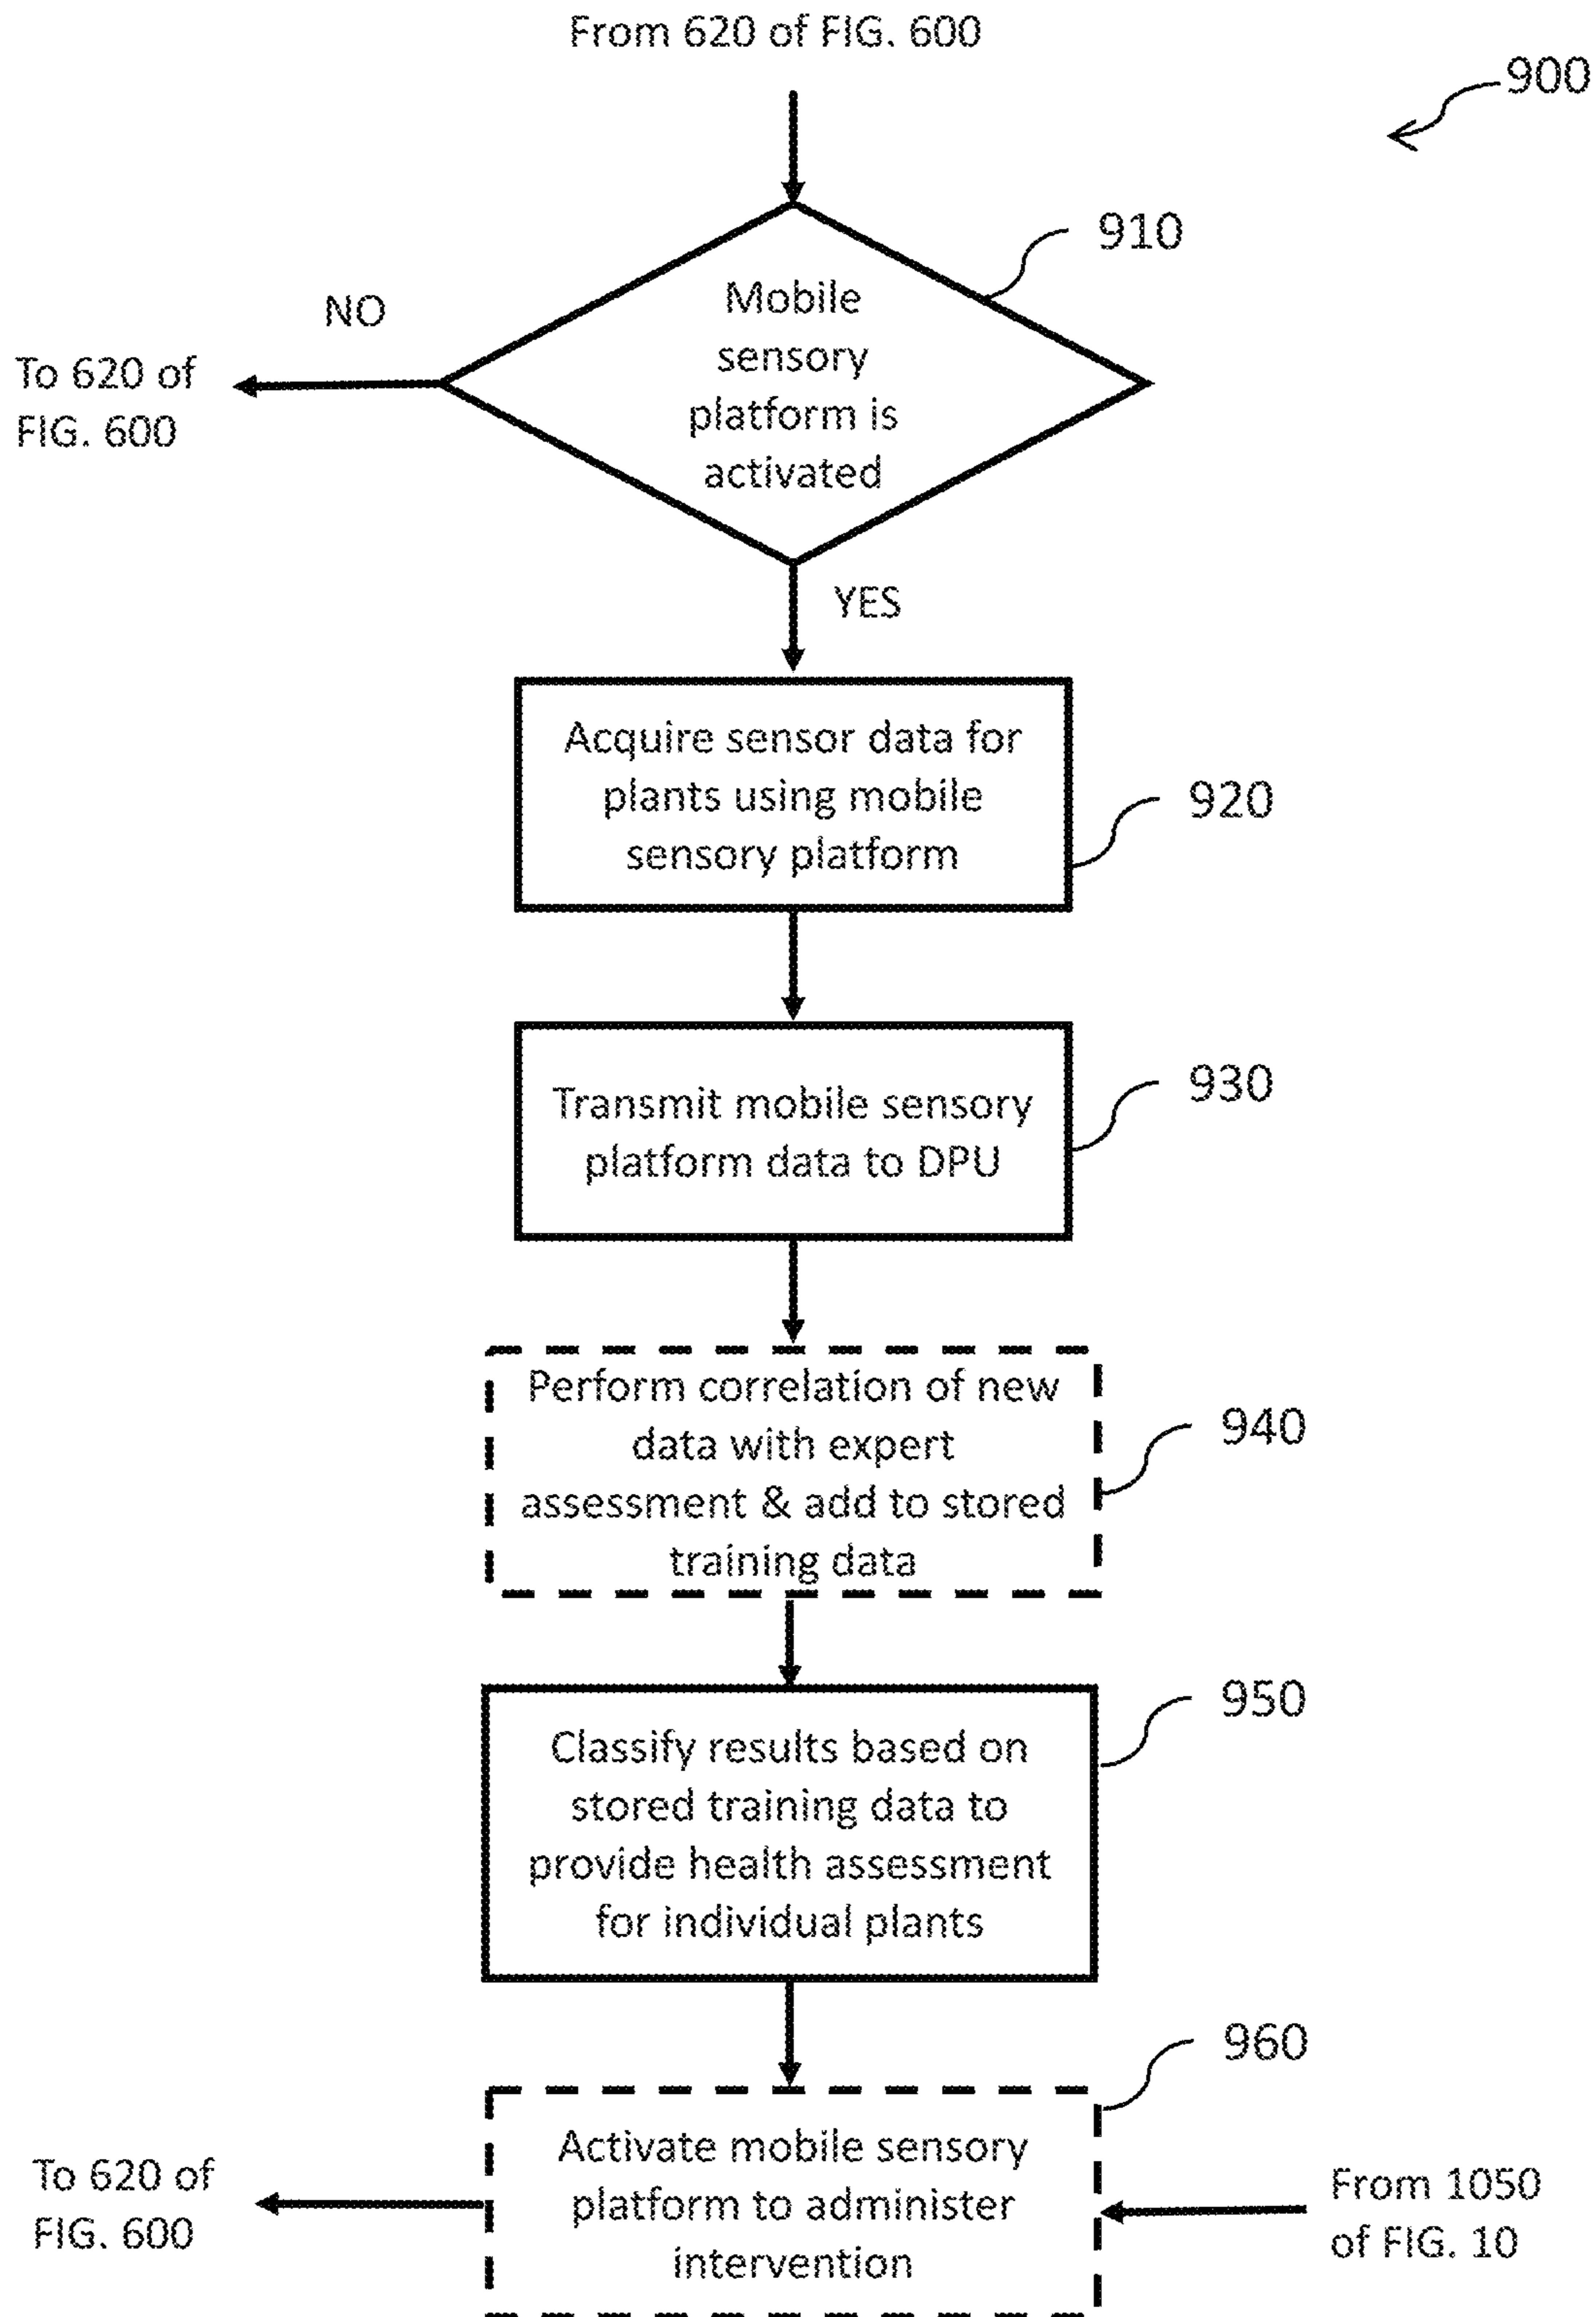 From 620 of FIG. 600
900
910
NO
To 620 of
FIG. 600
Mobile
sensory
platform is
activated
YES
Acquire sensor data for
plants using mobile
sensory platform
920
Transmit mobile sensory
platform data to DPU
930
Perform correlation of new
data with expert
assessment & add to stored
training data
940
Classify results based on
stored training data to
provide health assessment
for individual plants
950
960
Activate mobile sensory
platform to administer
intervention
To 620 of
FIG. 600
From 1050
of FIG. 10